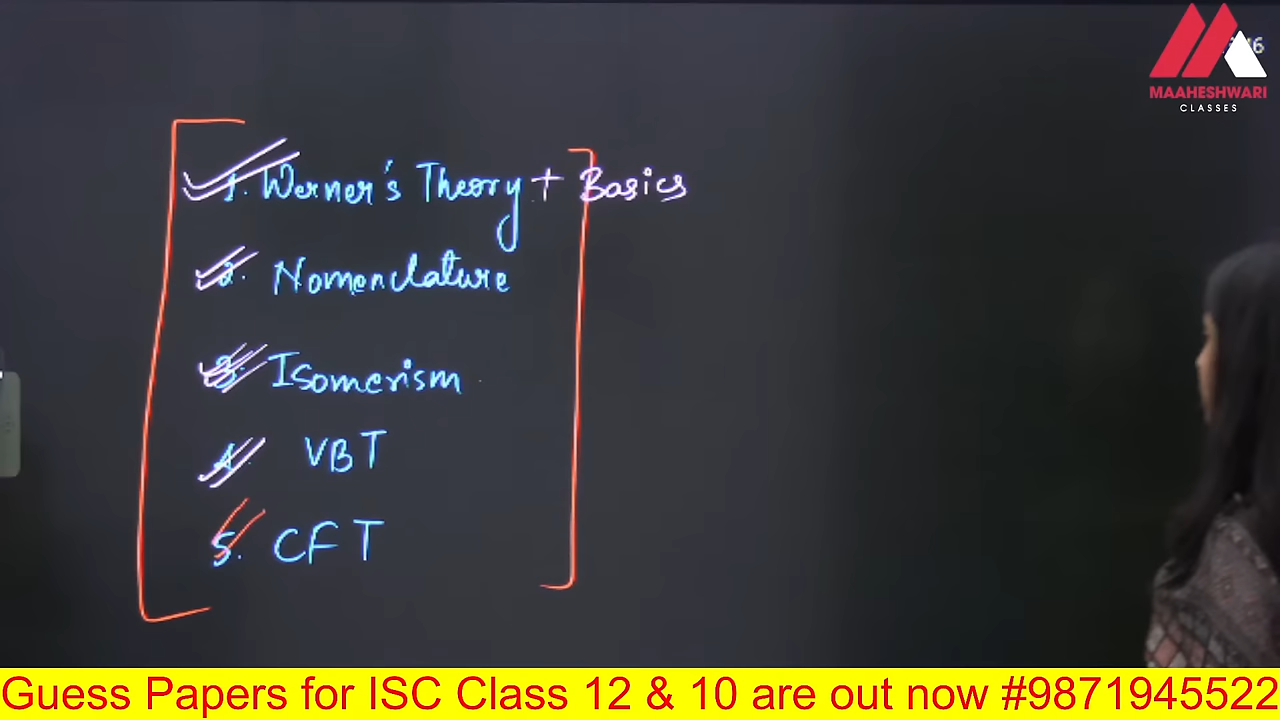 MAAHESHWARI
CLASSES
1. Werner's Theory + Basics
2. Nomenclature
3. Isomerism
4. VBT
5. CFT
Guess Papers for ISC Class 12 & 10 are out now #9871945522